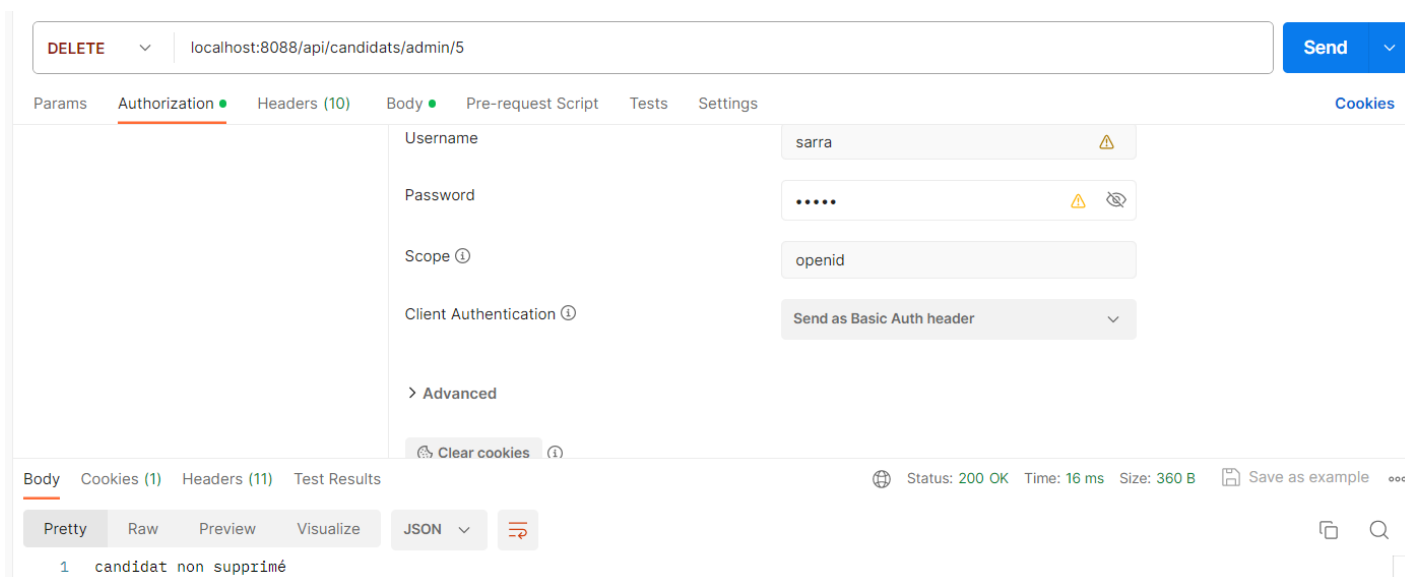 DELETE localhost:8088/api/candidats/admin/5 Send
Params Authorization Headers (10) Body Pre-request Script Tests Settings Cookies
Username sarra
Password •••••
Scope openid
Client Authentication Send as Basic Auth header
Advanced
Clear cookies
Body Cookies (1) Headers (11) Test Results Status: 200 OK Time: 16 ms Size: 360 B Save as example
Pretty Raw Preview Visualize JSON
1 candidat non supprimé